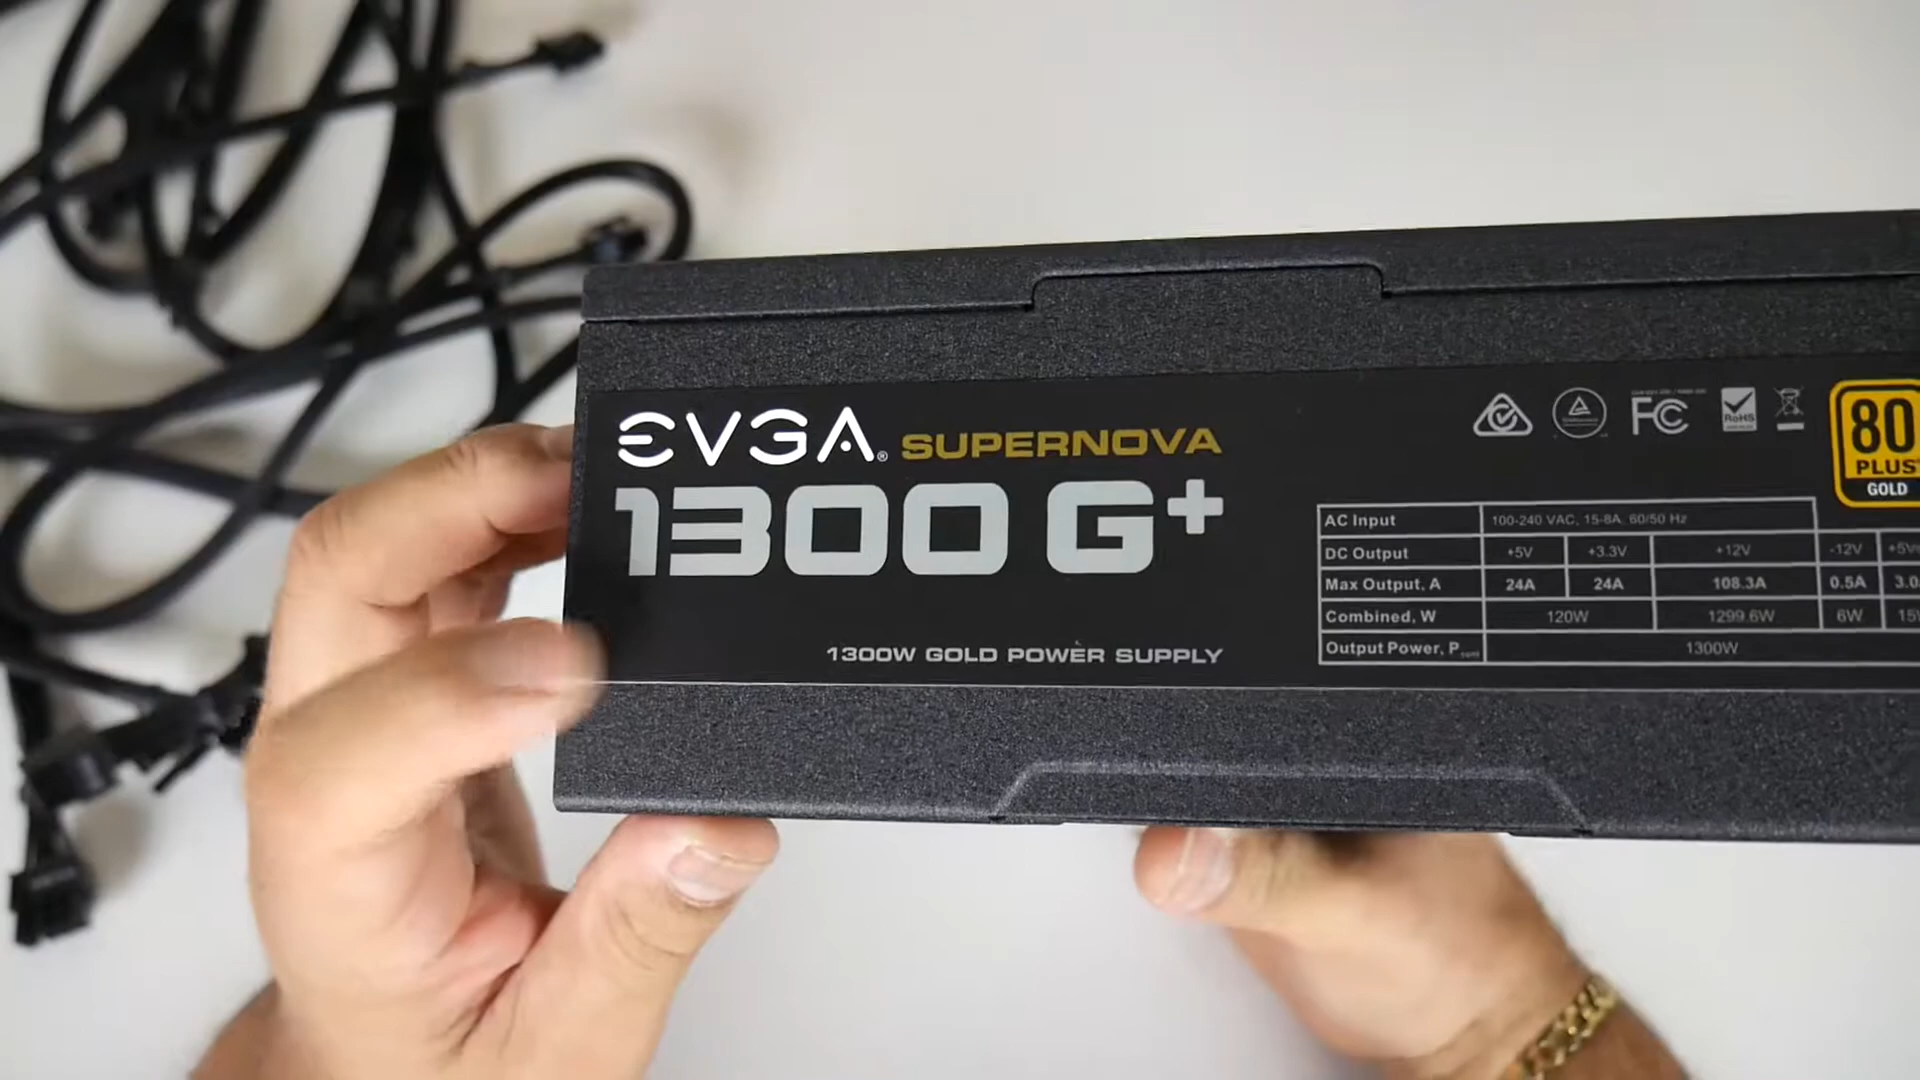 EVGA® SUPERNOVA
1300 G+
1300W GOLD POWER SUPPLY
FC
RoHS
80
PLUS
GOLD
AC Input 100-240 VAC, 15-8A, 60/50 Hz
DC Output +5V +3.3V +12V -12V
Max Output, A 24A 24A 108.3A 0.5A
Combined, W 120W 1299.6W 6W
Output Power, P 1300W